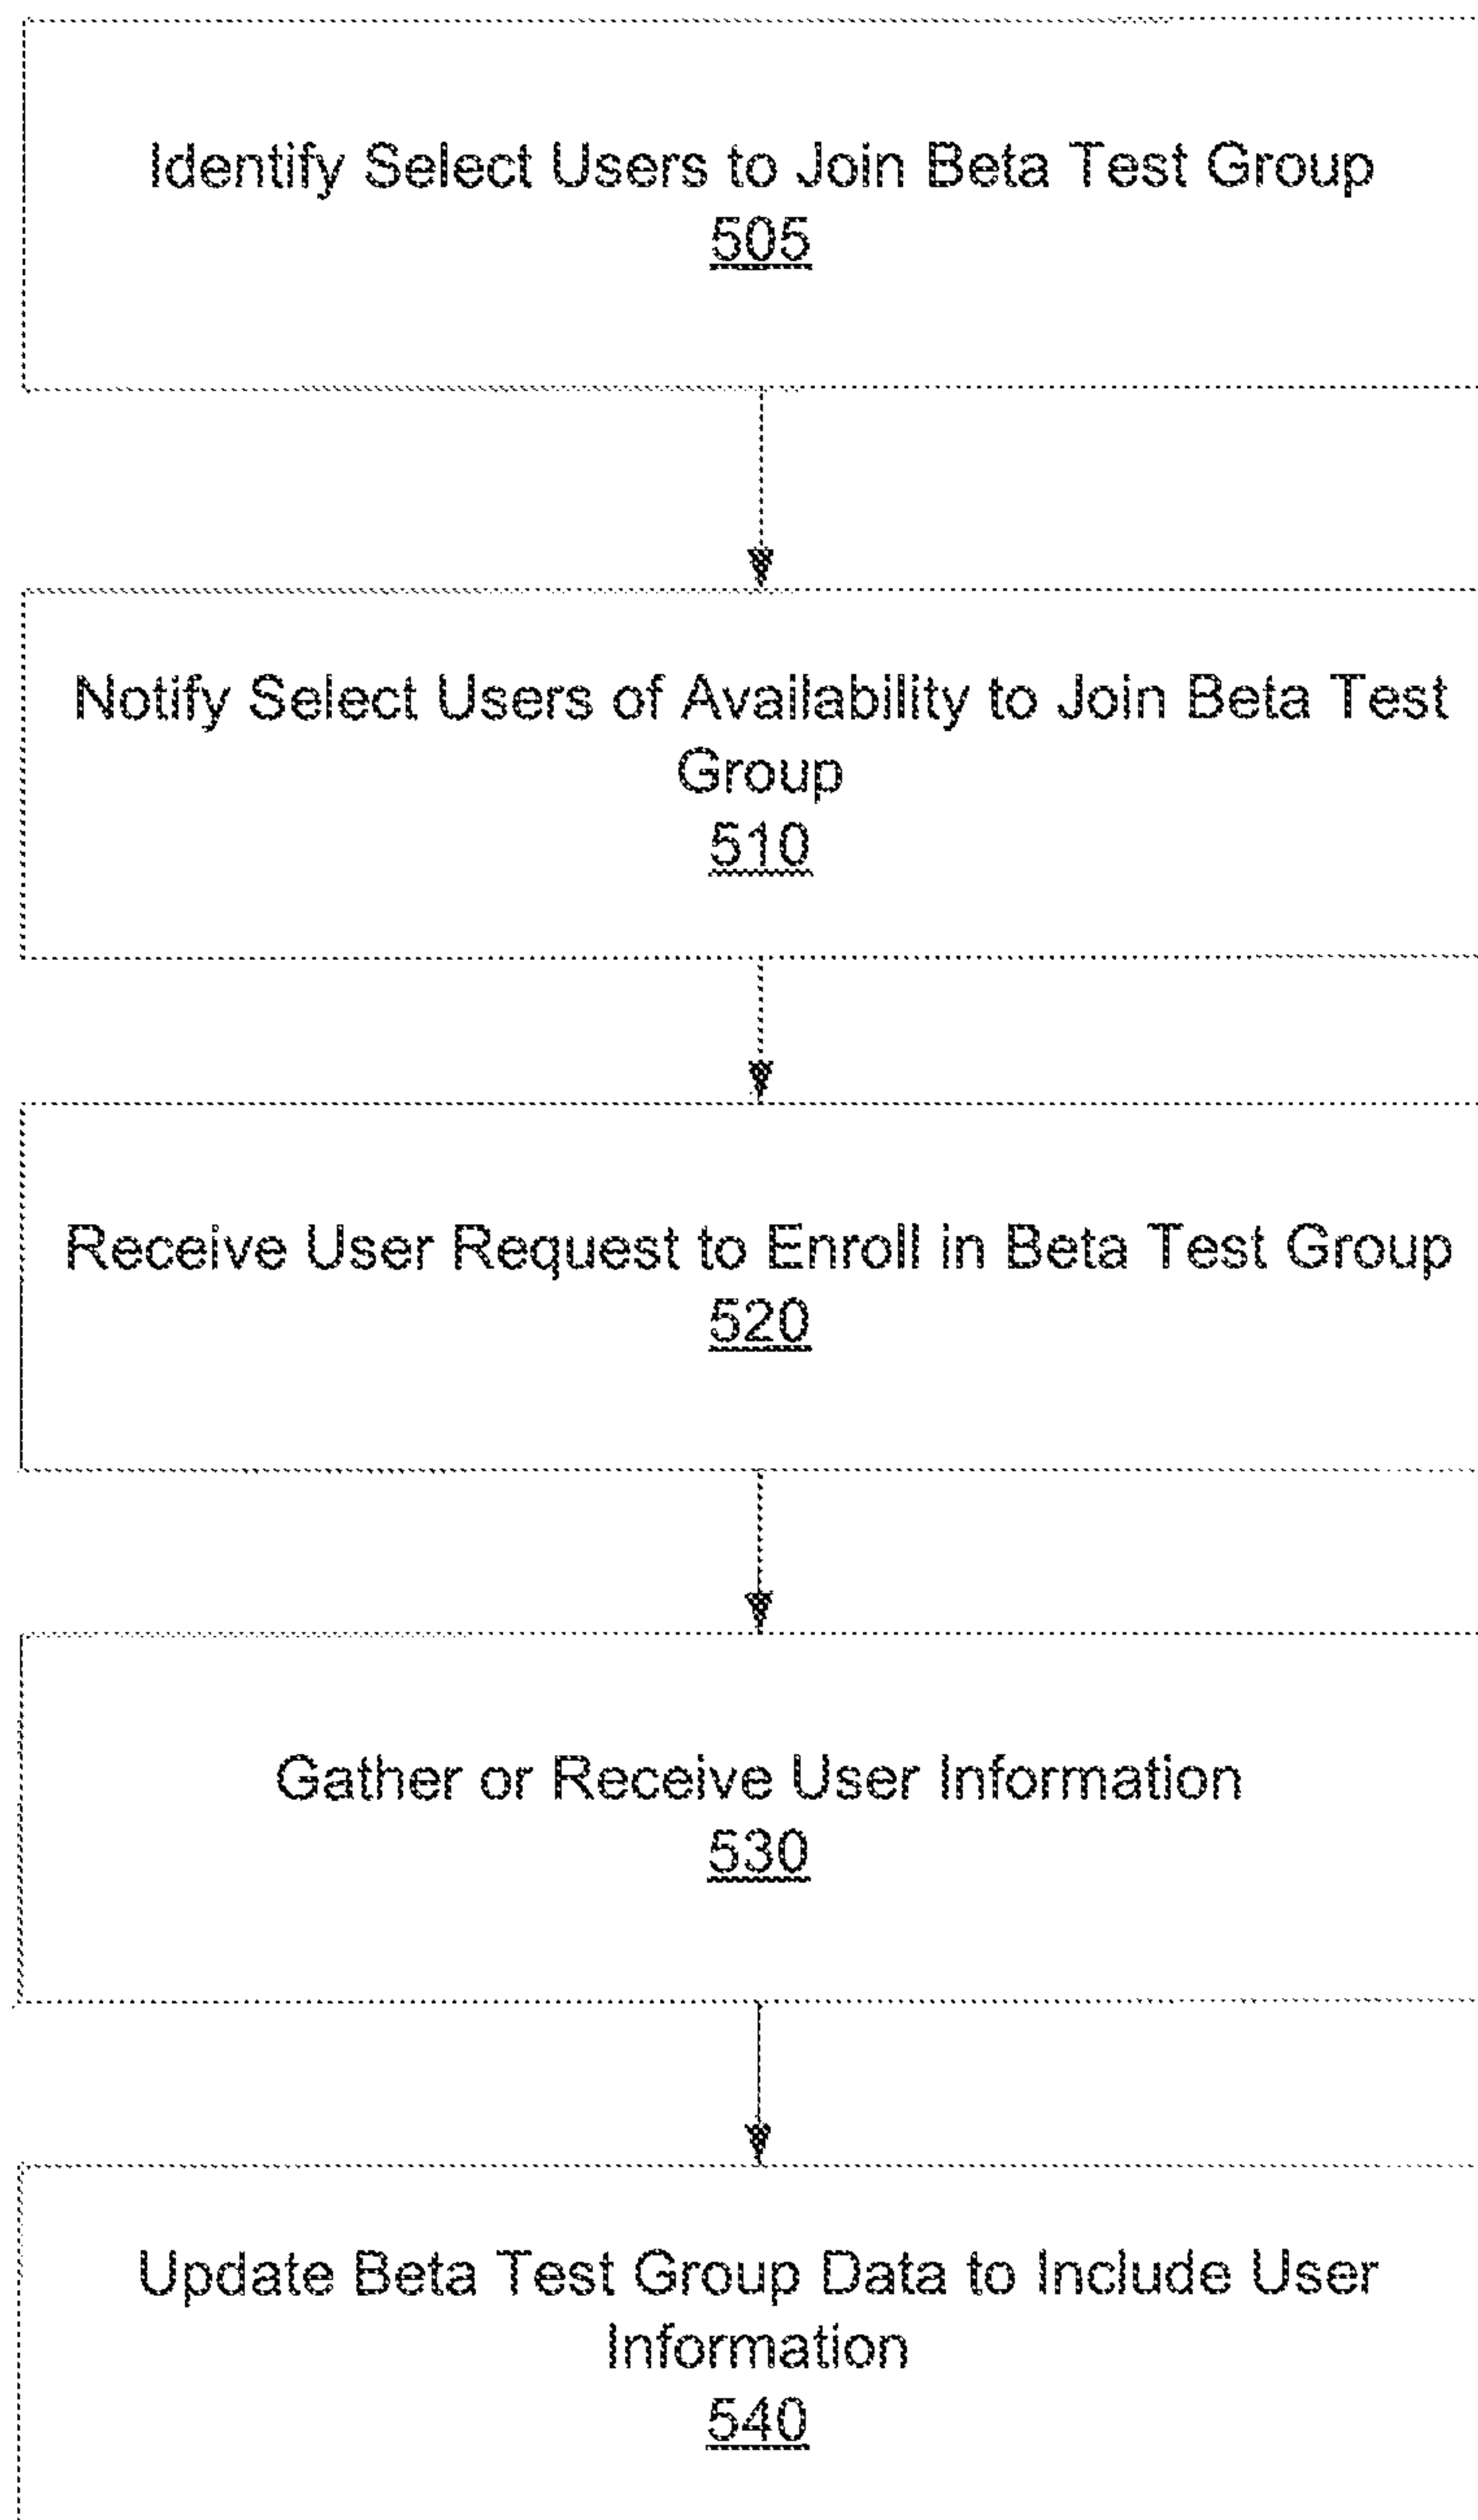 Identify Select Users to Join Beta Test Group
505
Notify Select Users of Availability to Join Beta Test
Group
510
Receive User Request to Enroll in Beta Test Group
520
Gather or Receive User Information
530
Update Beta Test Group Data to Include User
Information
540